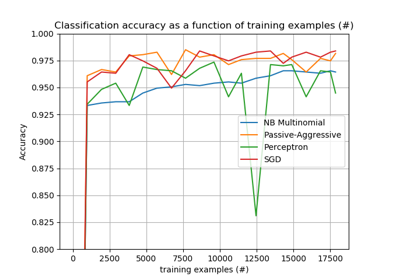 Classification accuracy as a function of training examples (#)
1.000
0.975
0.950
0.925
0.900
0.875
0.850
0.825
0.800
Accuracy
NB Multinomial
Passive-Aggressive
Perceptron
SGD
0 2500 5000 7500 10000 12500 15000 17500
training examples (#)